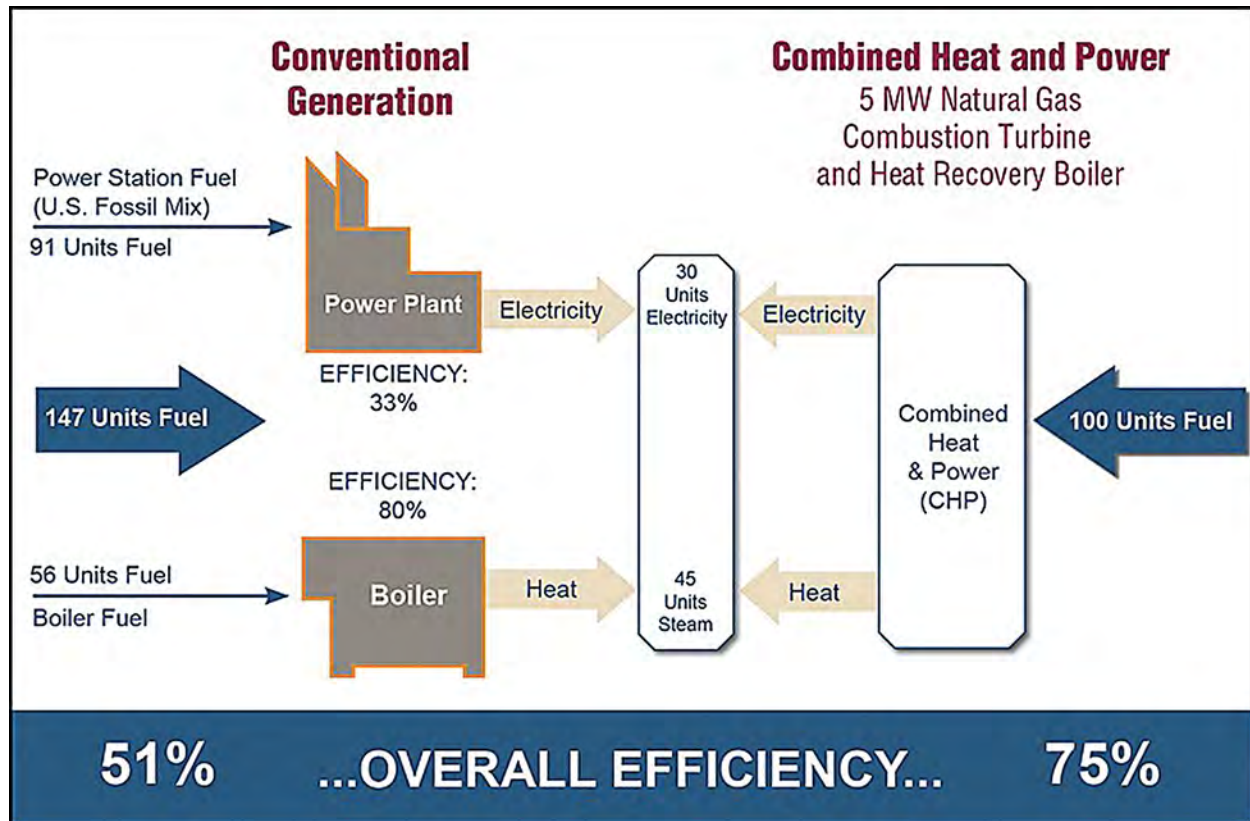 Conventional
Generation
Combined Heat and Power
5 MW Natural Gas
Combustion Turbine
and Heat Recovery Boiler
Power Station Fuel
(U.S. Fossil Mix)
91 Units Fuel
Power Plant
Electricity
30
Units
Electricity
Electricity
EFFICIENCY:
33%
147 Units Fuel
Combined
Heat
& Power
(CHP)
100 Units Fuel
EFFICIENCY:
80%
56 Units Fuel
Boiler Fuel
Boiler
Heat
45
Units
Steam
Heat
51%
...OVERALL EFFICIENCY...
75%